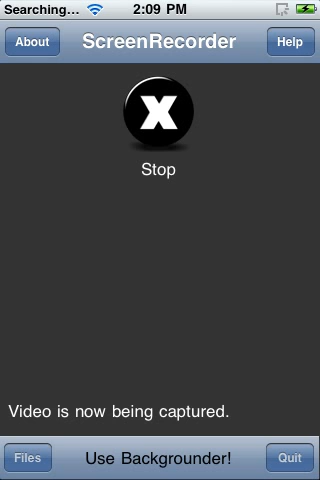 Searching... 2:09 PM
About ScreenRecorder Help
X
Stop
Video is now being captured.
Files Use Backgrounder! Quit